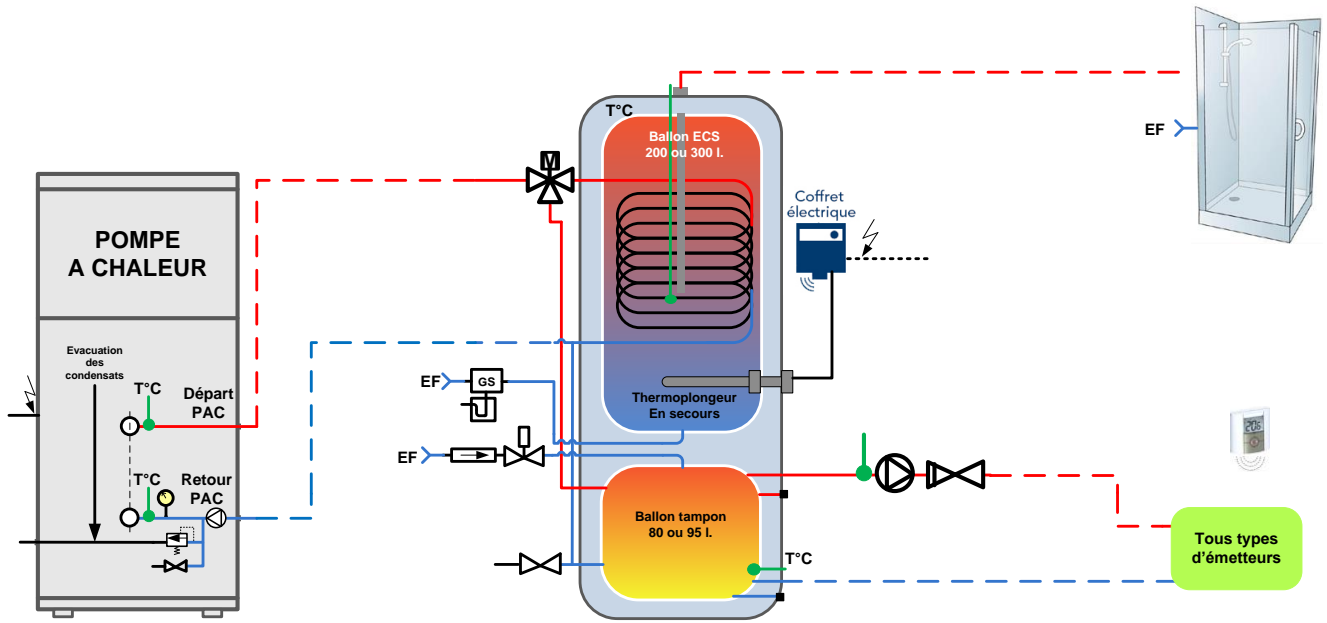 T°C
Ballon ECS
200 ou 300 l.
EF
M
Coffret
électrique
POMPE
A CHALEUR
Evacuation
des
condensats
T°C
Départ
PAC
EF
GS
Thermoplongeur
En secours
EF
T°C
Retour
PAC
Ballon tampon
80 ou 95 l.
T°C
20⁶
Tous types
d'émetteurs